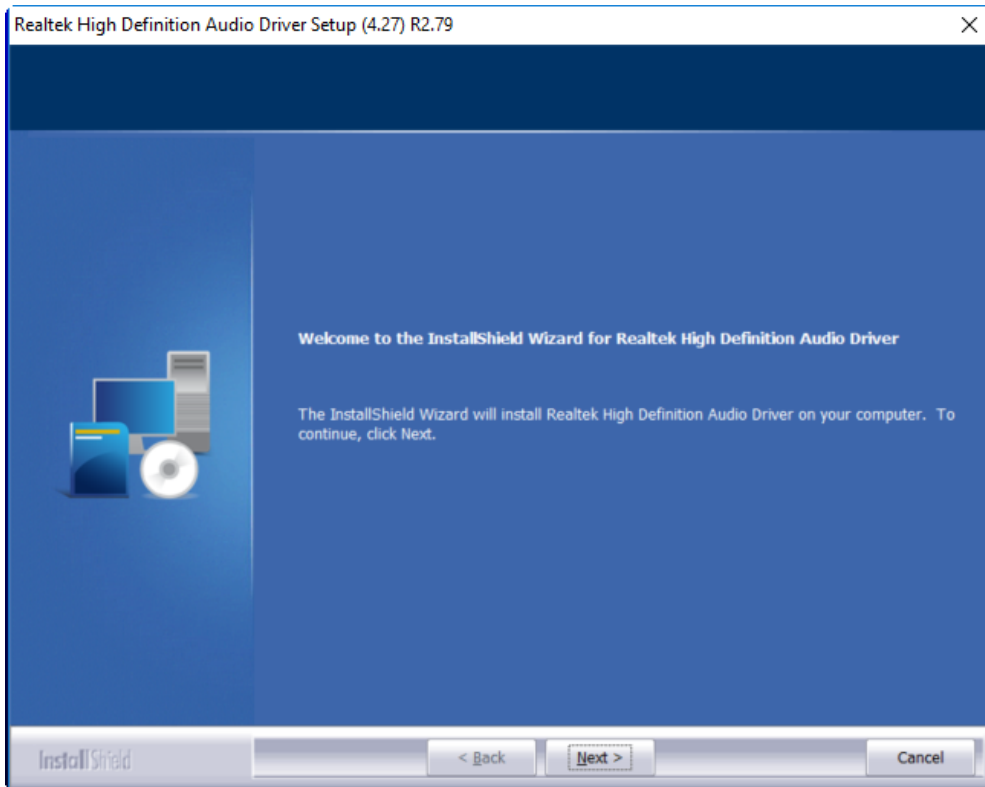 Realtek High Definition Audio Driver Setup (4.27) R2.79
Welcome to the InstallShield Wizard for Realtek High Definition Audio Driver
The InstallShield Wizard will install Realtek High Definition Audio Driver on your computer.  To
continue, click Next.
InstallShield
< Back
Next >
Cancel